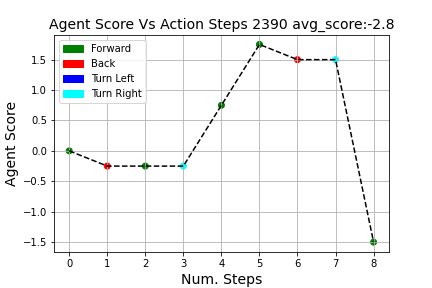 Agent Score Vs Action Steps 2390 avg_score:-2.8
Forward
Back
Turn Left
Turn Right
Agent Score
1.5
1.0
0.5
0.0
−0.5
−1.0
−1.5
0 1 2 3 4 5 6 7 8
Num. Steps